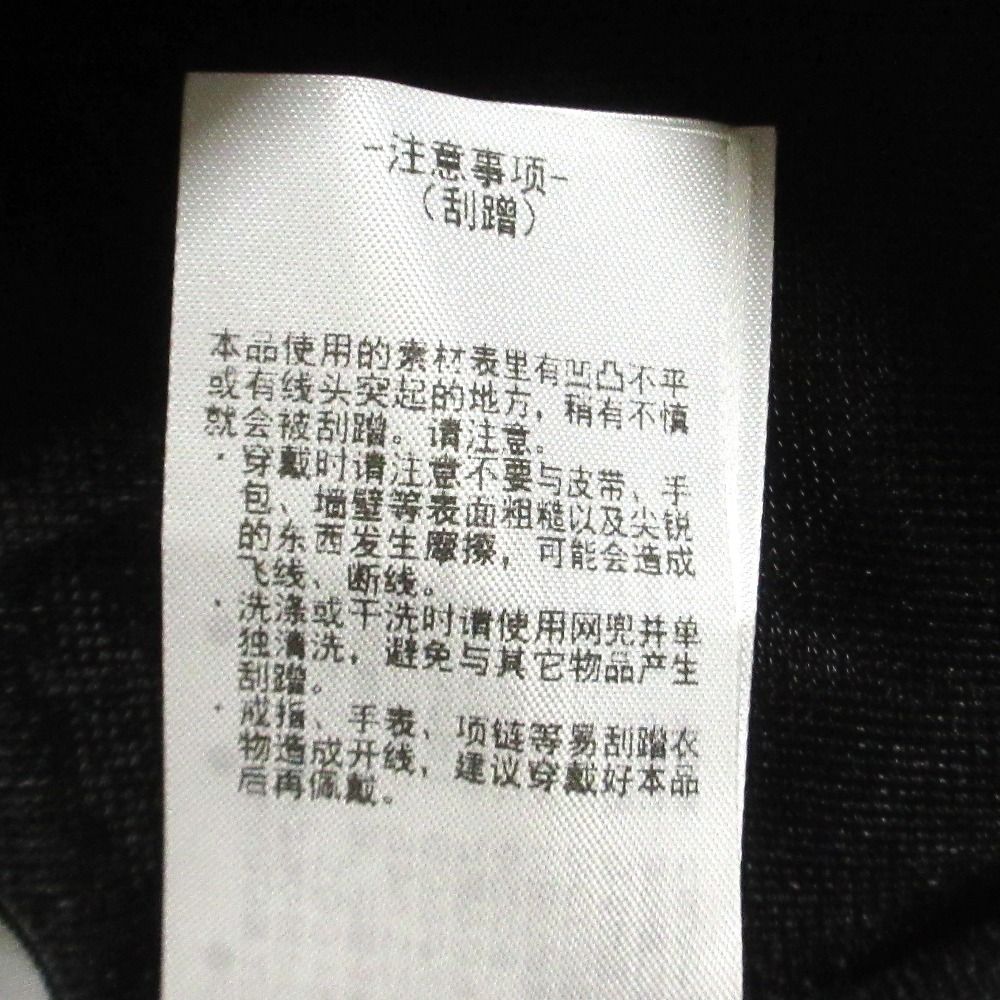 -注意事项-
（刮蹭）
本品使用的素材表里有凹凸不平
或有线头突起的地方，稍有不慎
就会被刮蹭。请注意。
·穿戴时请注意不要与皮带、手
包、墙壁等表面粗糙以及尖锐
的东西发生摩擦，可能会造成
飞线、断线。
·洗涤或干洗时请使用网兜并单
独清洗，避免与其它物品产生
刮蹭。
·戒指、手表、项链等易刮蹭衣
物造成开线，建议穿戴好本品
后再佩戴。